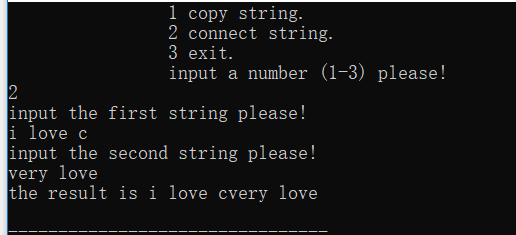 1 copy string.
2 connect string.
3 exit.
input a number (1-3) please!
2
input the first string please!
i love c
input the second string please!
very love
the result is i love cvery love
--------------------------------